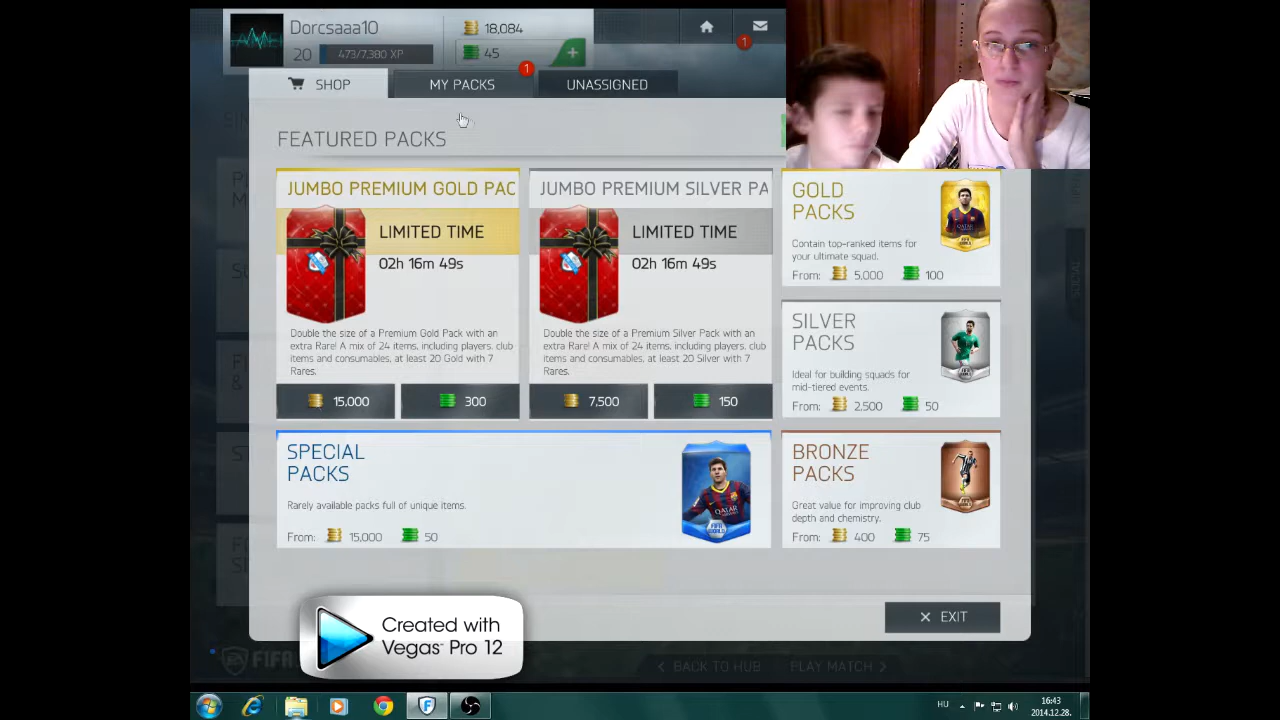 Dorcsaaa10
18,084
20
473/7,380 XP
45
1
1
SHOP
MY PACKS
UNASSIGNED
FEATURED PACKS
JUMBO PREMIUM GOLD PAC
LIMITED TIME
02h 16m 49s
Double the size of a Premium Gold Pack with an
extra Rare! A mix of 24 items, including players, club
items and consumables, at least 20 Gold with 7
Rares.
15,000
300
JUMBO PREMIUM SILVER PA
LIMITED TIME
02h 16m 49s
Double the size of a Premium Silver Pack with an
extra Rare! A mix of 24 items, including players, club
items and consumables, at least 20 Silver with 7
Rares.
7,500
150
GOLD
PACKS
Contain top-ranked items for
your ultimate squad.
From: 5,000 100
SILVER
PACKS
Ideal for building squads for
mid-tiered events.
From: 2,500 50
SPECIAL
PACKS
Rarely available packs full of unique items.
From: 15,000 50
BRONZE
PACKS
Great value for improving club
depth and chemistry.
From: 400 75
X EXIT
Created with
Vegas Pro 12
EA FIFA
< BACK TO HUB
PLAY MATCH >
HU
16:43
2014.12.28.